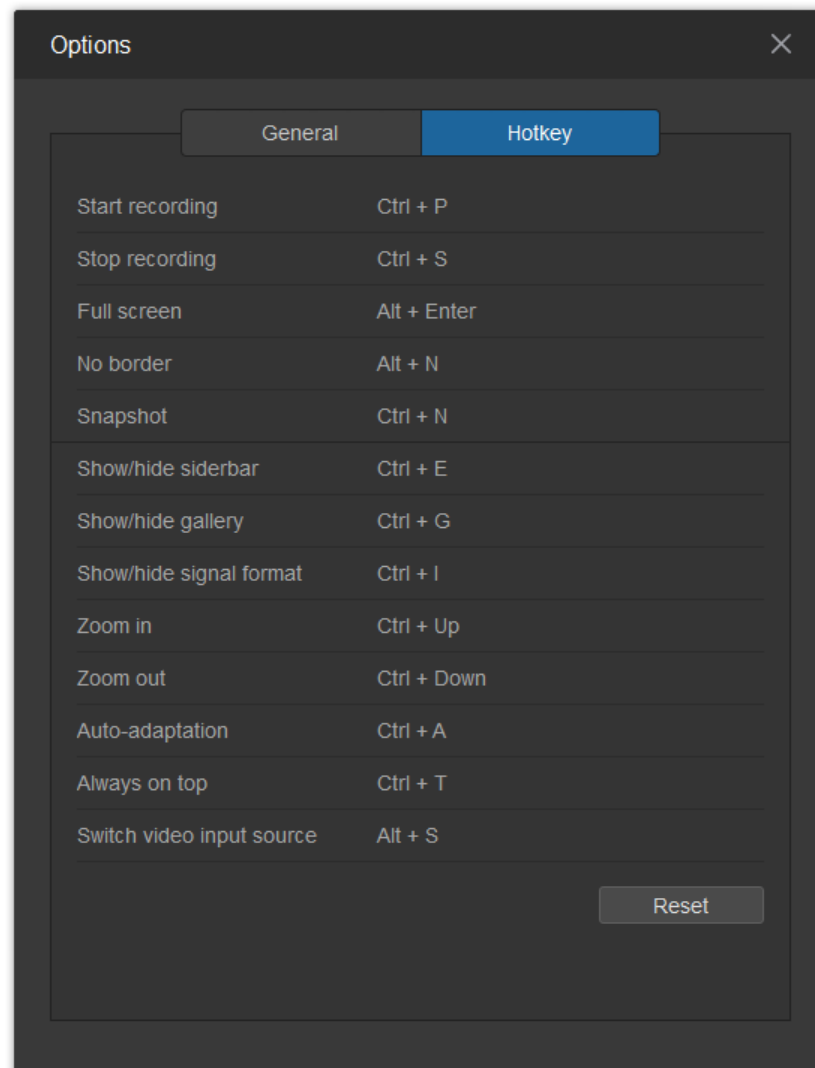 Options
General Hotkey
Start recording Ctrl + P
Stop recording Ctrl + S
Full screen Alt + Enter
No border Alt + N
Snapshot Ctrl + N
Show/hide siderbar Ctrl + E
Show/hide gallery Ctrl + G
Show/hide signal format Ctrl + I
Zoom in Ctrl + Up
Zoom out Ctrl + Down
Auto-adaptation Ctrl + A
Always on top Ctrl + T
Switch video input source Alt + S
Reset